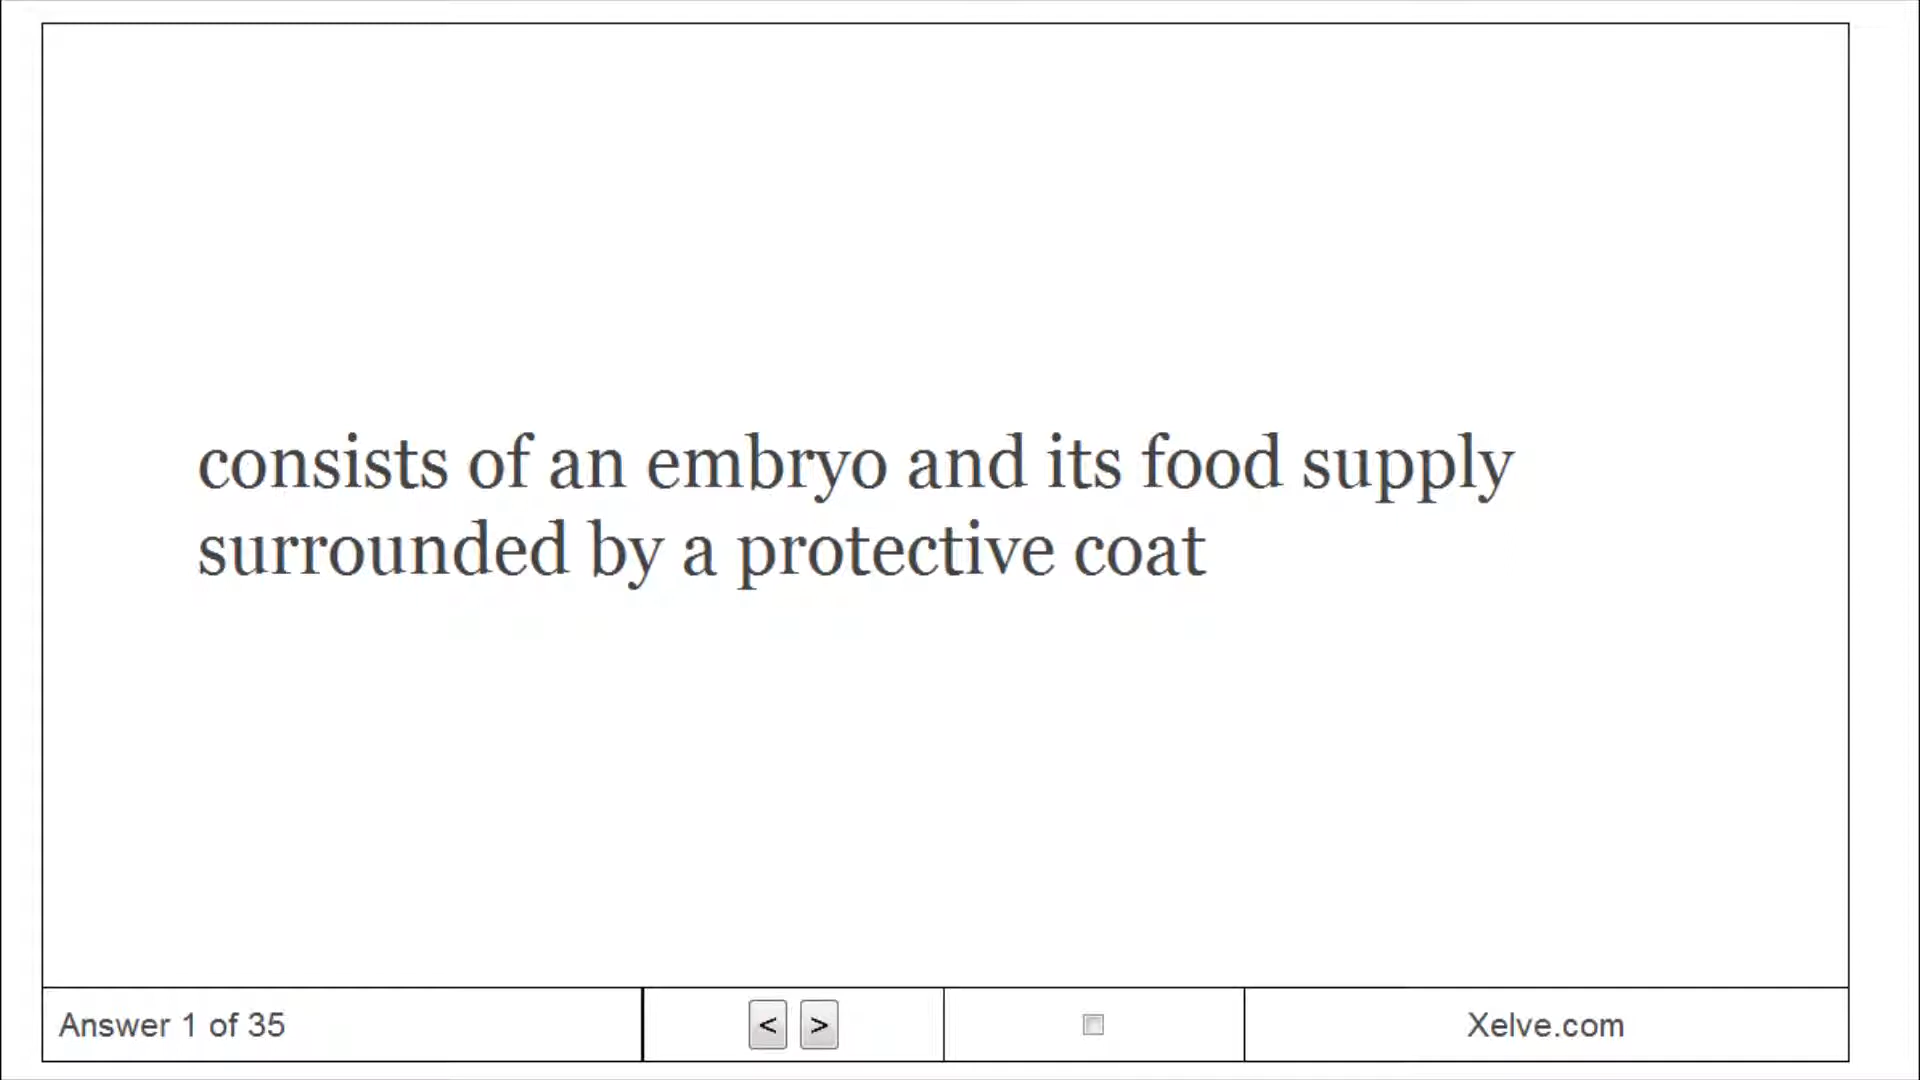 consists of an embryo and its food supply
surrounded by a protective coat
Answer 1 of 35
< >
Xelve.com